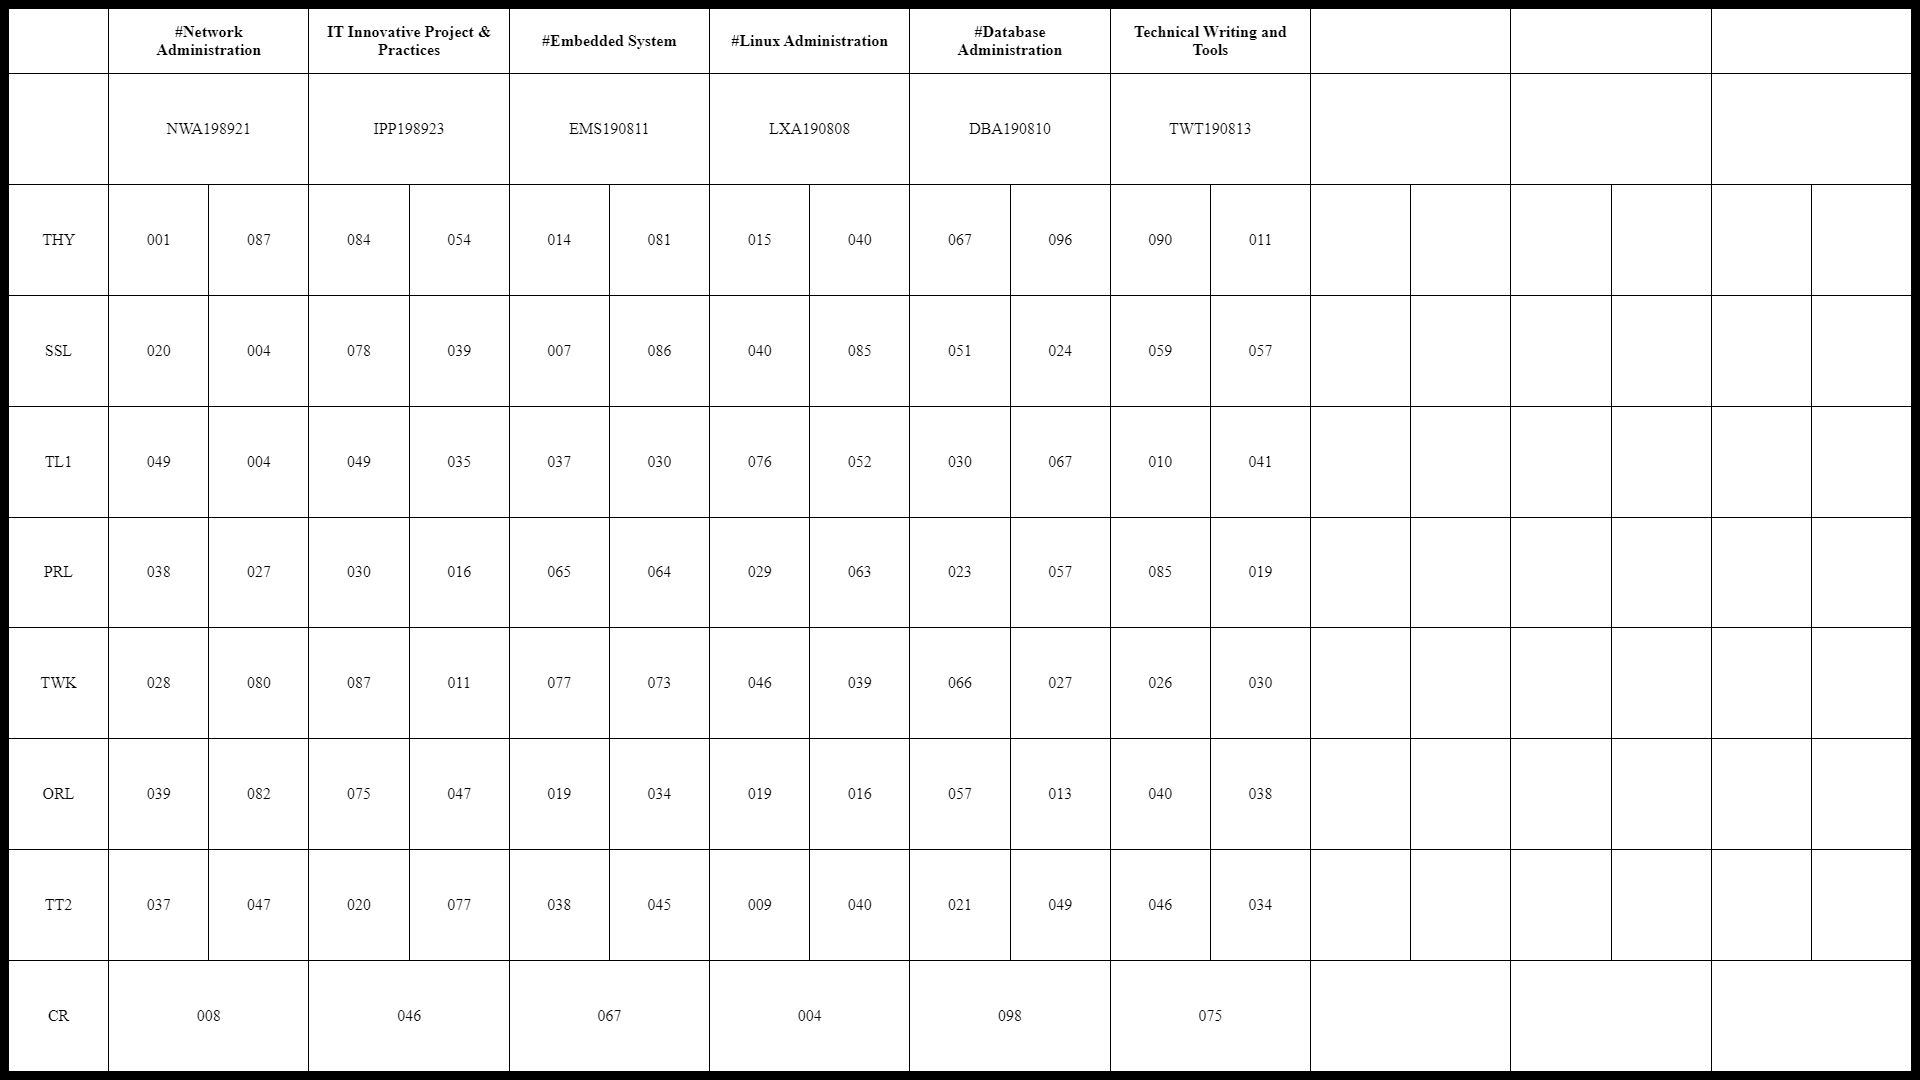 #Network Administration IT Innovative Project & Practices #Embedded System #Linux Administration #Database Administration Technical Writing and Tools
NWA198921 IPP198923 EMS190811 LXA190808 DBA190810 TWT190813
THY 001 087 084 054 014 081 015 040 067 096 090 011
SSL 020 004 078 039 007 086 040 085 051 024 059 057
TL1 049 004 049 035 037 030 076 052 030 067 010 041
PRL 038 027 030 016 065 064 029 063 023 057 085 019
TWK 028 080 087 011 077 073 046 039 066 027 026 030
ORL 039 082 075 047 019 034 019 016 057 013 040 038
TT2 037 047 020 077 038 045 009 040 021 049 046 034
CR 008 046 067 004 098 075